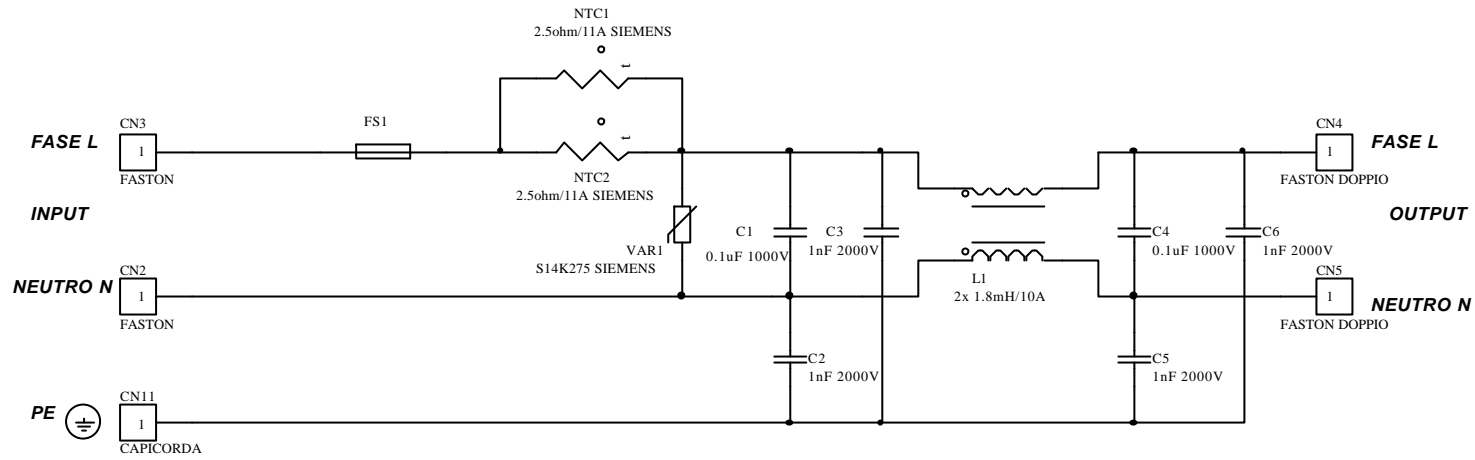 NTC1
2.5ohm/11A SIEMENS
t
FASE L
CN3
1
FASTON
FS1
t
NTC2
2.5ohm/11A SIEMENS
CN4
1
FASTON DOPPIO
FASE L
INPUT
OUTPUT
VAR1
S14K275 SIEMENS
C1
0.1uF 1000V
C3
1nF 2000V
C4
0.1uF 1000V
C6
1nF 2000V
NEUTRO N
CN2
1
FASTON
L1
2x 1.8mH/10A
CN5
1
FASTON DOPPIO
NEUTRO N
C2
1nF 2000V
C5
1nF 2000V
PE
CN11
1
CAPICORDA